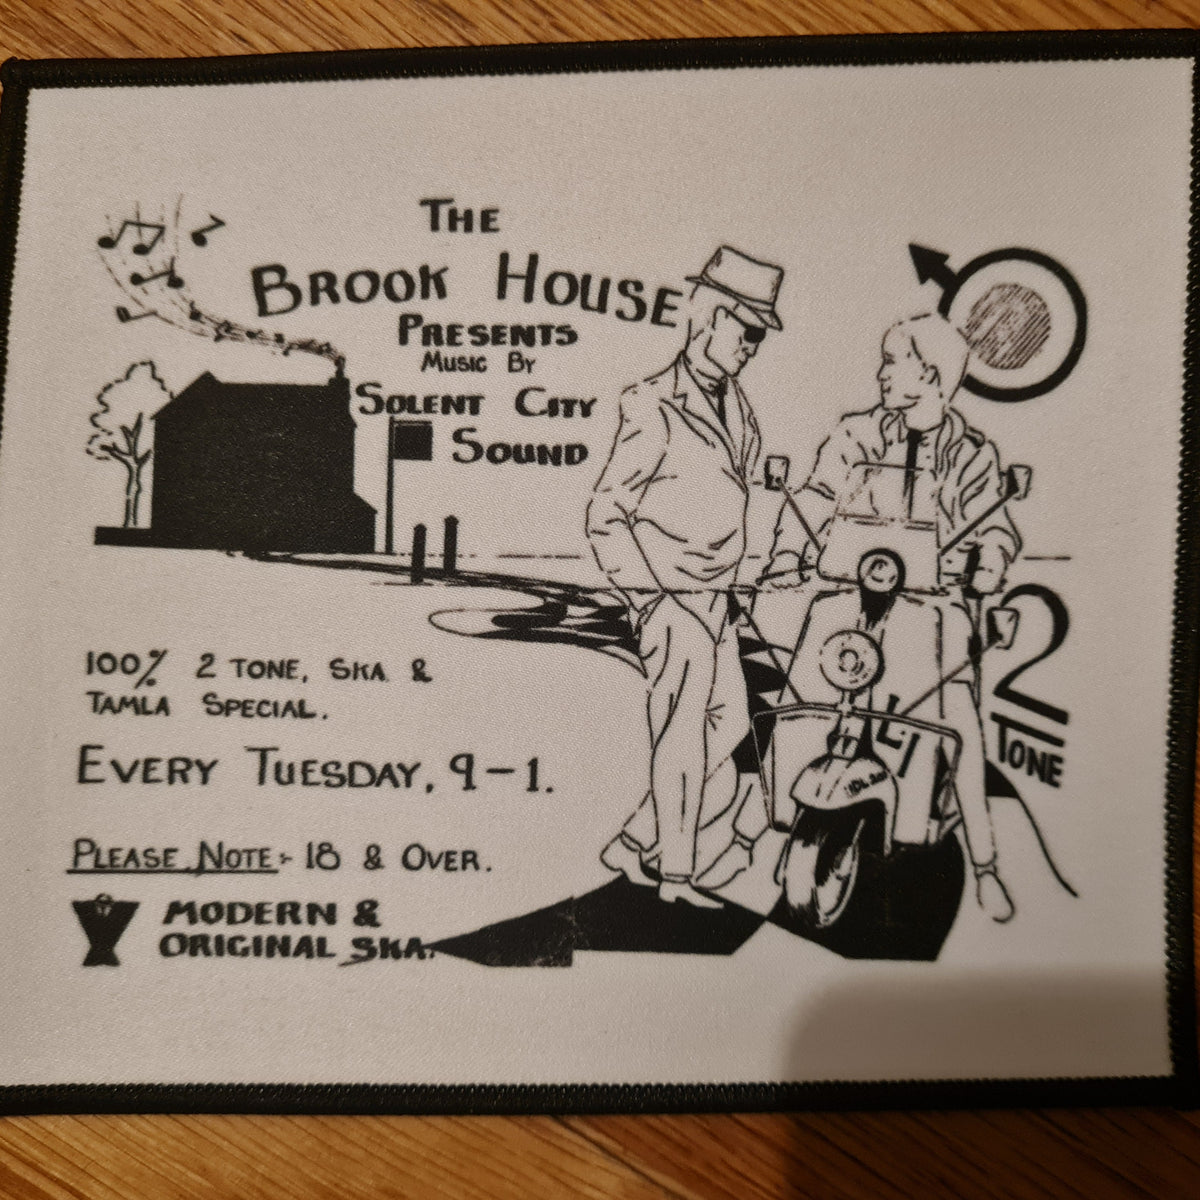 THE
BROOK HOUSE
PRESENTS
MUSIC BY
SOLENT CITY
SOUND
100% 2 TONE, SKA &
TAMLA SPECIAL.
EVERY TUESDAY, 9-1.
PLEASE NOTE:- 18 & OVER.
MODERN &
ORIGINAL SKA.
2
TONE